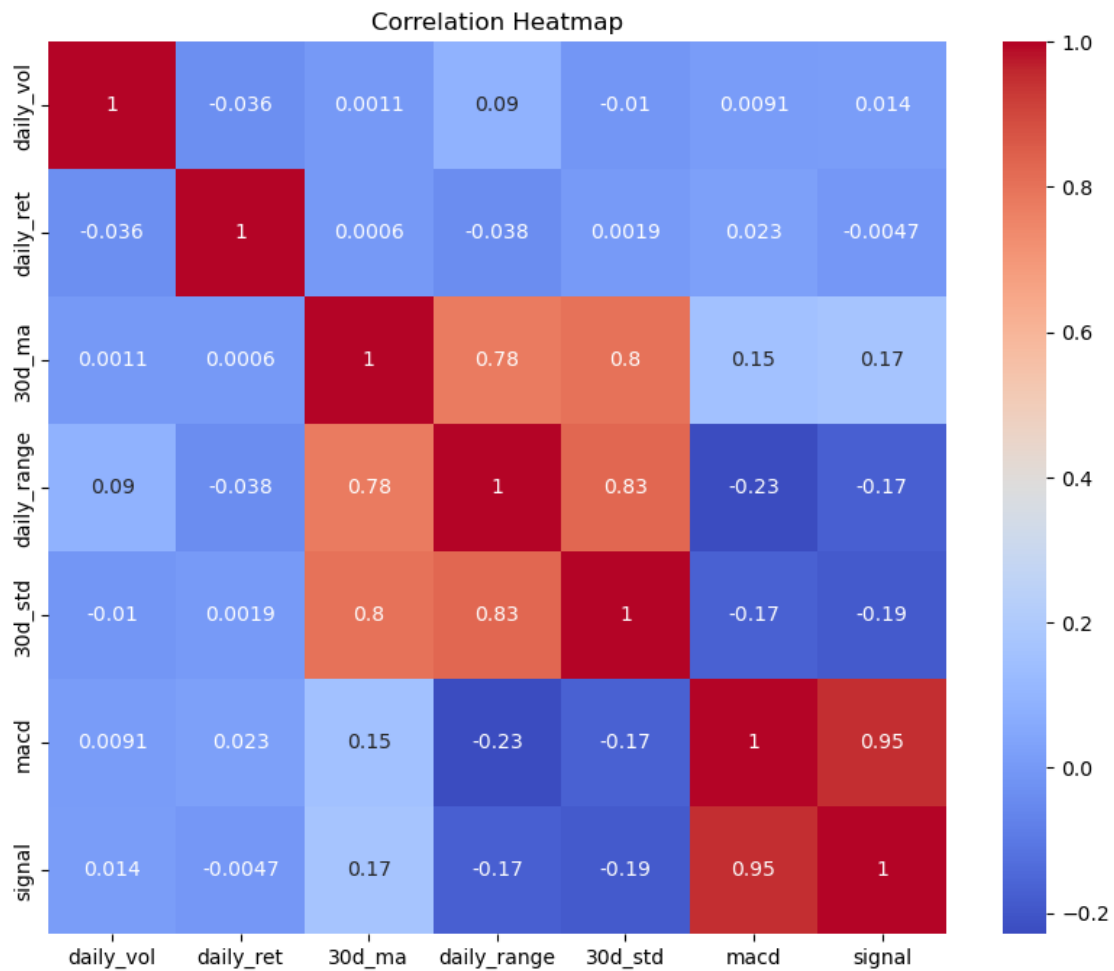 Correlation Heatmap
daily_vol 1 -0.036 0.0011 0.09 -0.01 0.0091 0.014
daily_ret -0.036 1 0.0006 -0.038 0.0019 0.023 -0.0047
30d_ma 0.0011 0.0006 1 0.78 0.8 0.15 0.17
daily_range 0.09 -0.038 0.78 1 0.83 -0.23 -0.17
30d_std -0.01 0.0019 0.8 0.83 1 -0.17 -0.19
macd 0.0091 0.023 0.15 -0.23 -0.17 1 0.95
signal 0.014 -0.0047 0.17 -0.17 -0.19 0.95 1
daily_vol daily_ret 30d_ma daily_range 30d_std macd signal
1.0
0.8
0.6
0.4
0.2
0.0
−0.2